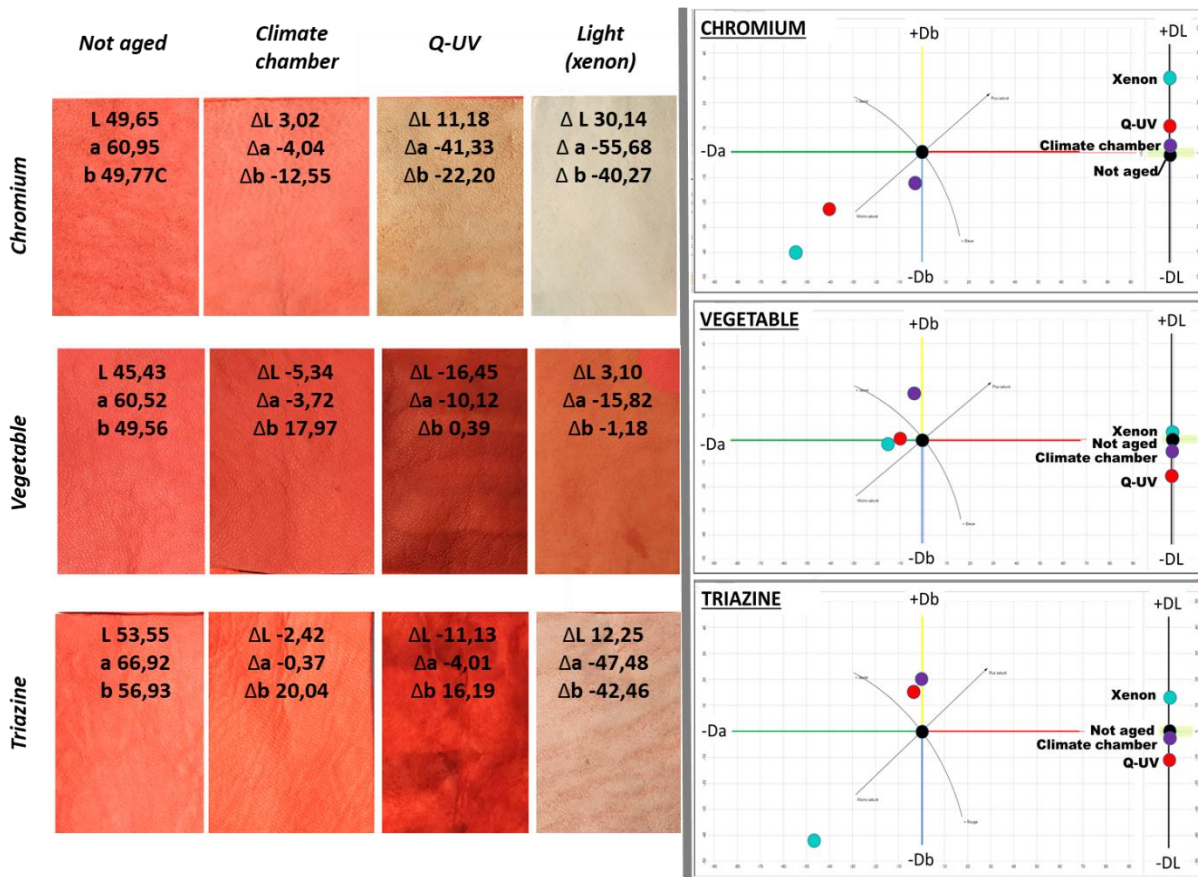 Not aged
Climate
chamber
Q-UV
Light
(xenon)
Chromium
L 49,65
a 60,95
b 49,77C
ΔL 3,02
Δa -4,04
Δb -12,55
ΔL 11,18
Δa -41,33
Δb -22,20
Δ L 30,14
Δ a -55,68
Δ b -40,27
Vegetable
L 45,43
a 60,52
b 49,56
ΔL -5,34
Δa -3,72
Δb 17,97
ΔL -16,45
Δa -10,12
Δb 0,39
ΔL 3,10
Δa -15,82
Δb -1,18
Triazine
L 53,55
a 66,92
b 56,93
ΔL -2,42
Δa -0,37
Δb 20,04
ΔL -11,13
Δa -4,01
Δb 16,19
ΔL 12,25
Δa -47,48
Δb -42,46
CHROMIUM
+Db
+DL
Xenon
Q-UV
Climate chamber
-Da
Not aged
-Db
-DL
VEGETABLE
+Db
+DL
Xenon
-Da
Not aged
Climate chamber
Q-UV
-Db
-DL
TRIAZINE
+Db
+DL
Xenon
-Da
Not aged
Climate chamber
Q-UV
-Db
-DL